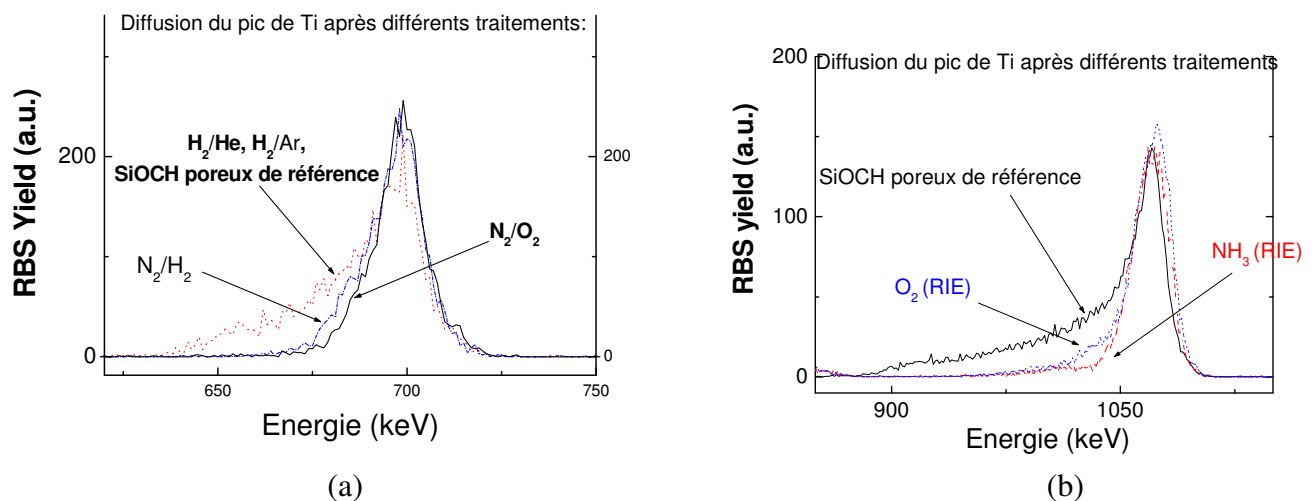 Diffusion du pic de Ti après différents traitements:
RBS Yield (a.u.)
200
0
200
0
H2/He, H2/Ar,
SiOCH poreux de référence
N2/H2
N2/O2
650
700
750
Energie (keV)
(a)
Diffusion du pic de Ti après différents traitements
RBS yield (a.u.)
200
100
0
SiOCH poreux de référence
O2 (RIE)
NH3 (RIE)
900
1050
Energie (keV)
(b)